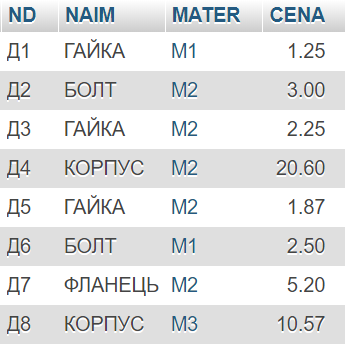 ND NAIM MATER CENA
Д1 ГАЙКА М1 1.25
Д2 БОЛТ М2 3.00
Д3 ГАЙКА М2 2.25
Д4 КОРПУС М2 20.60
Д5 ГАЙКА М2 1.87
Д6 БОЛТ М1 2.50
Д7 ФЛАНЕЦЬ М2 5.20
Д8 КОРПУС М3 10.57